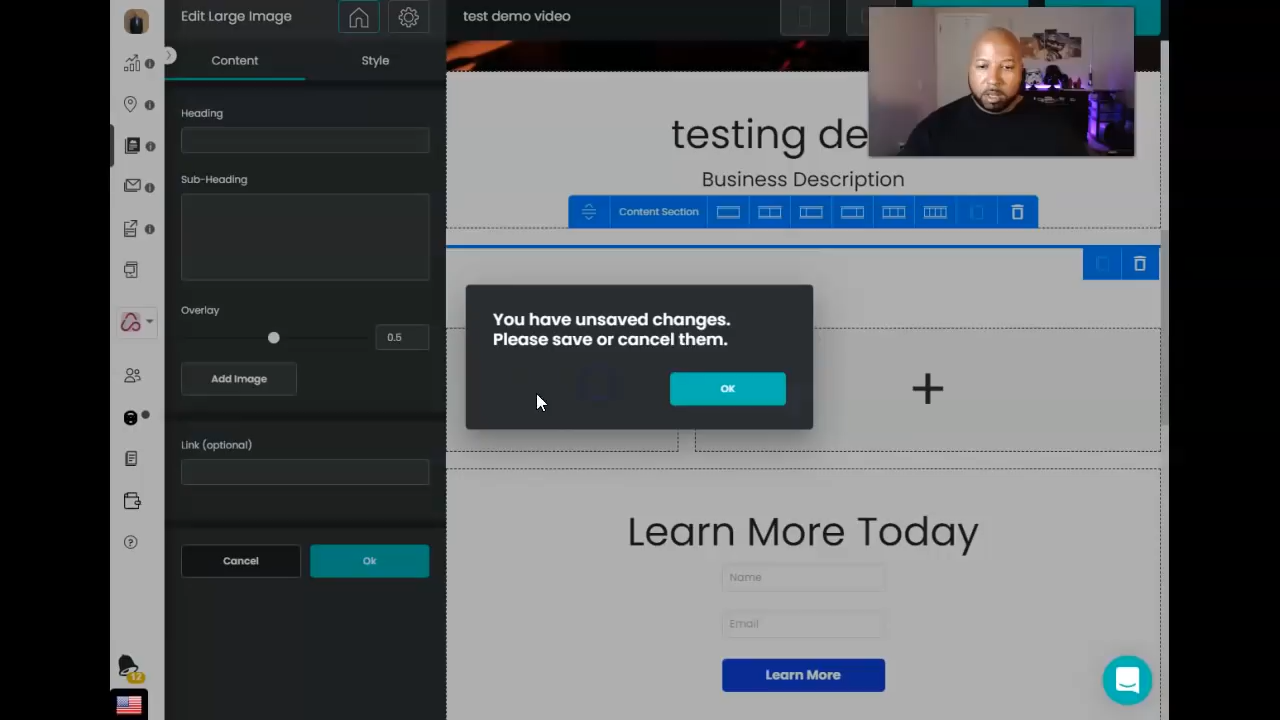 Edit Large Image
test demo video
Content
Style
Heading
Sub-Heading
Overlay
0.5
Add Image
Link (optional)
Cancel
Ok
testing de
Business Description
Content Section
You have unsaved changes.
Please save or cancel them.
OK
Learn More Today
Name
Email
Learn More
12